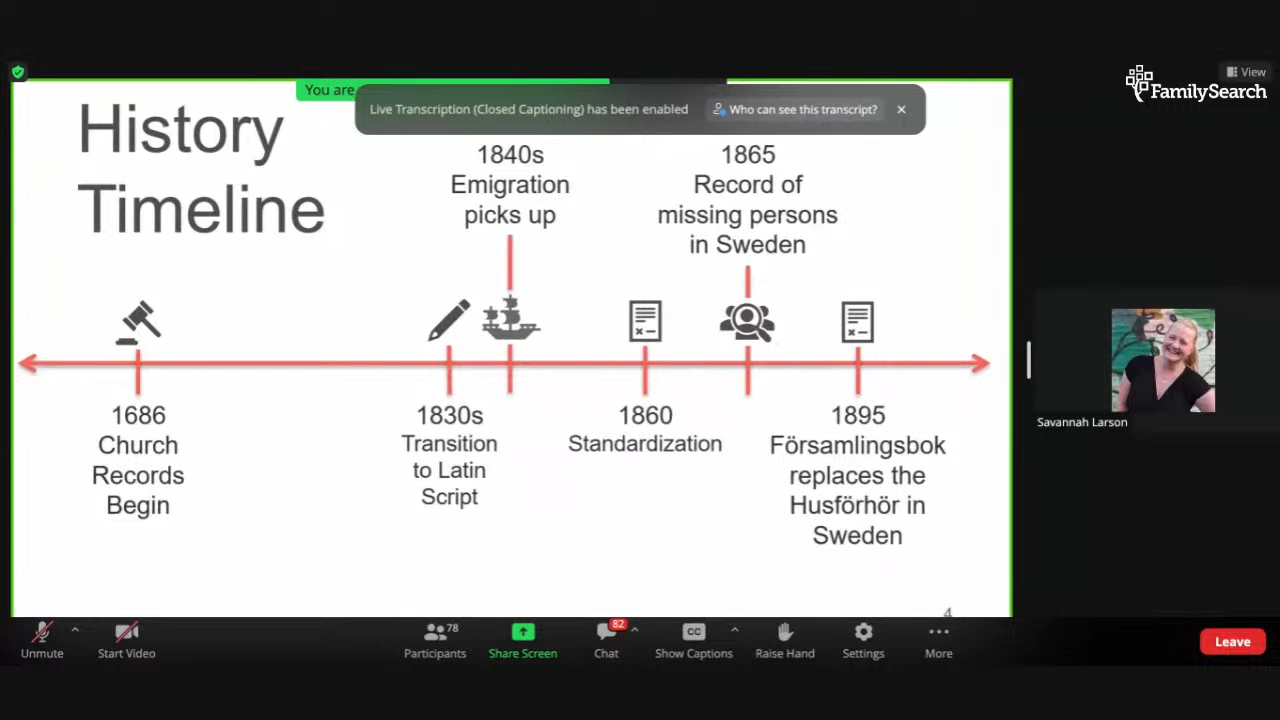 FamilySearch
View
You are
Live Transcription (Closed Captioning) has been enabled
Who can see this transcript?
History
Timeline
1840s
Emigration
picks up
1865
Record of
missing persons
in Sweden
1686
Church
Records
Begin
1830s
Transition
to Latin
Script
1860
Standardization
1895
Församlingsbok
replaces the
Husförhör in
Sweden
4
Savannah Larson
Unmute
Start Video
78
Participants
Share Screen
82
Chat
CC
Show Captions
Raise Hand
Settings
More
Leave